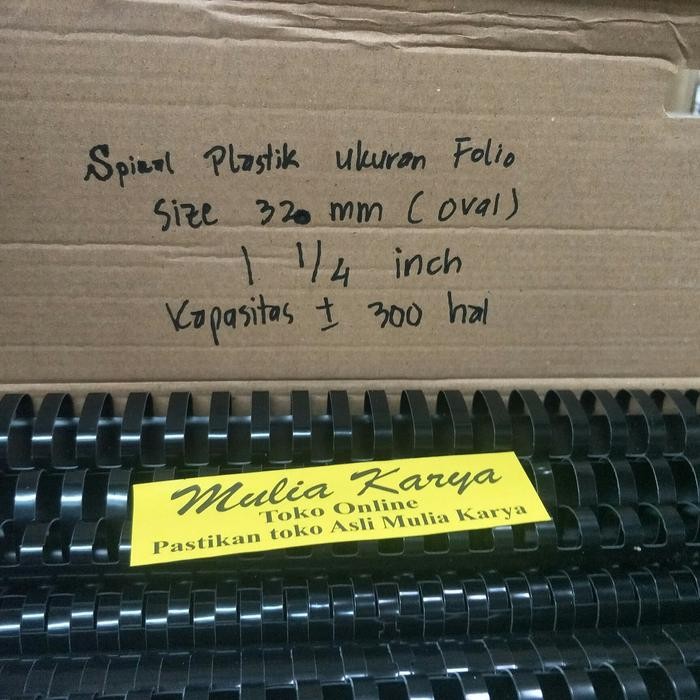 Spiral Plastik ukuran Folio
Size 32 mm (oval)
1 1/4 inch
Kapasitas ± 300 hal
Mulia Karya
Toko Online
Pastikan toko Asli Mulia Karya